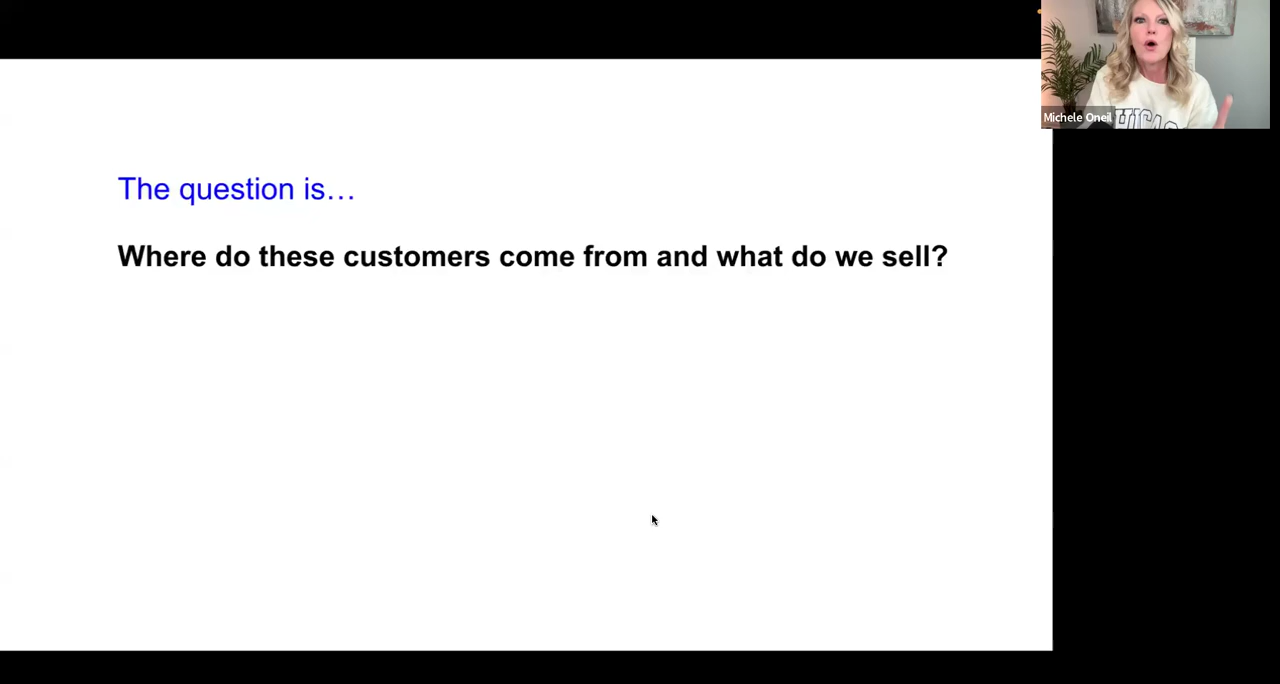 Michele Oneil
The question is…
Where do these customers come from and what do we sell?